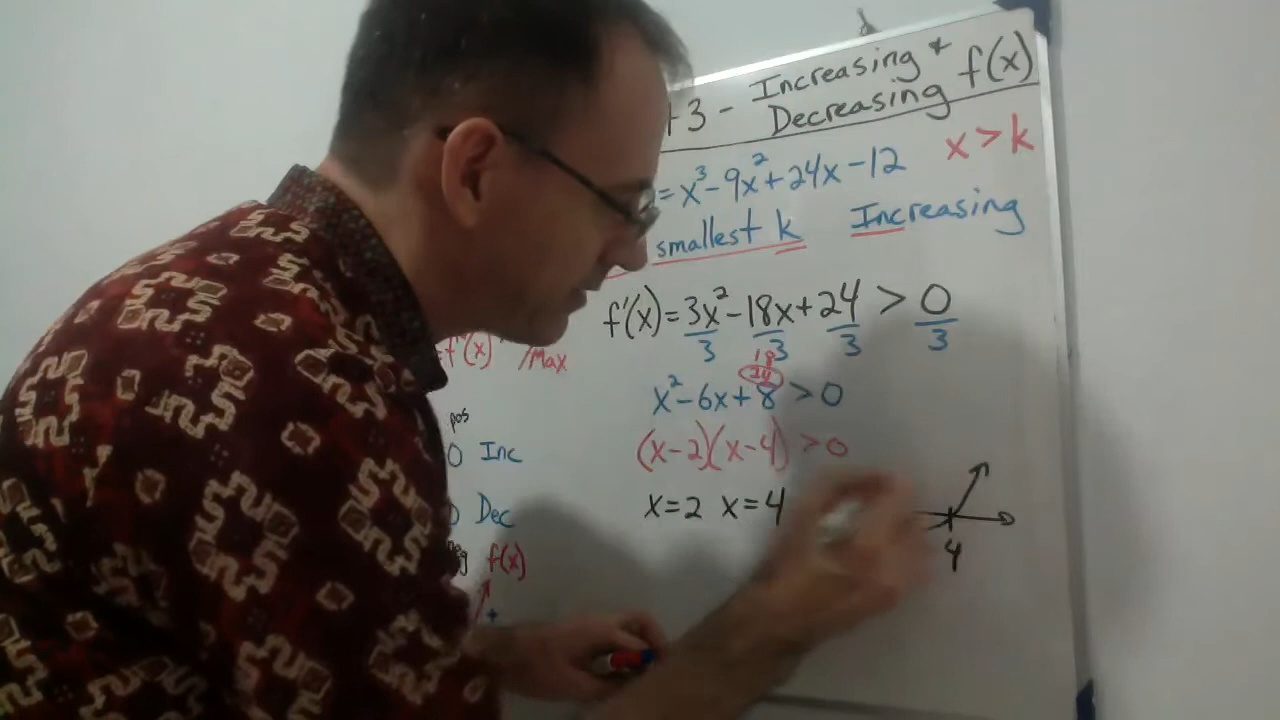 +3 - Increasing +
Decreasing f(x)
x > k
= x³ - 9x² + 24x - 12
smallest k Increasing
f'(x) = 3x² - 18x + 24 > 0
3 3 3 3
f''(x) /Max
18
x² - 6x + 8 > 0
pos
0 Inc
(x-2)(x-4) > 0
x=2 x=4
Dec
4
f(x)
+